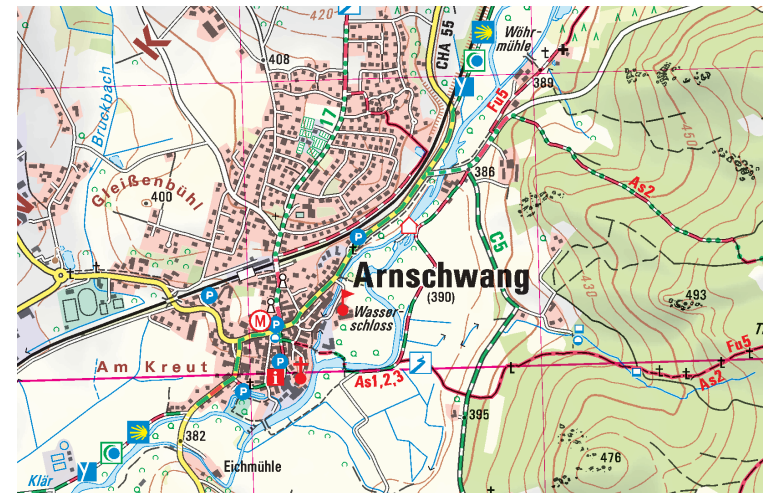 420
408
K
CHA 55
Wöhr-
mühle
389
Fu5
Bruckbach
17
450
Gleißenbühl
400
386
As2
P
C5
Arnschwang
(390)
430
493
P
M
P
Wasser-
schloss
Am Kreut
P
i
As1,2,3
Fu5
As2
P
395
382
Eichmühle
476
Klär